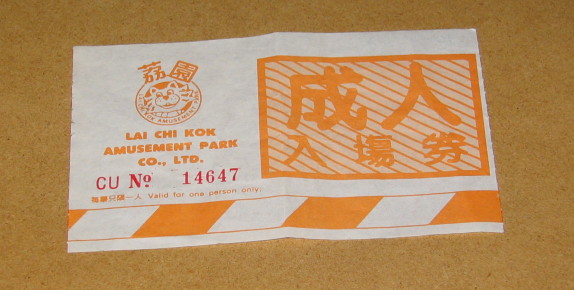 荔園
LAI CHI KOK
AMUSEMENT PARK
CO., LTD.
CU No 14647
每票只限一人 Valid for one person only.
成人
入場券